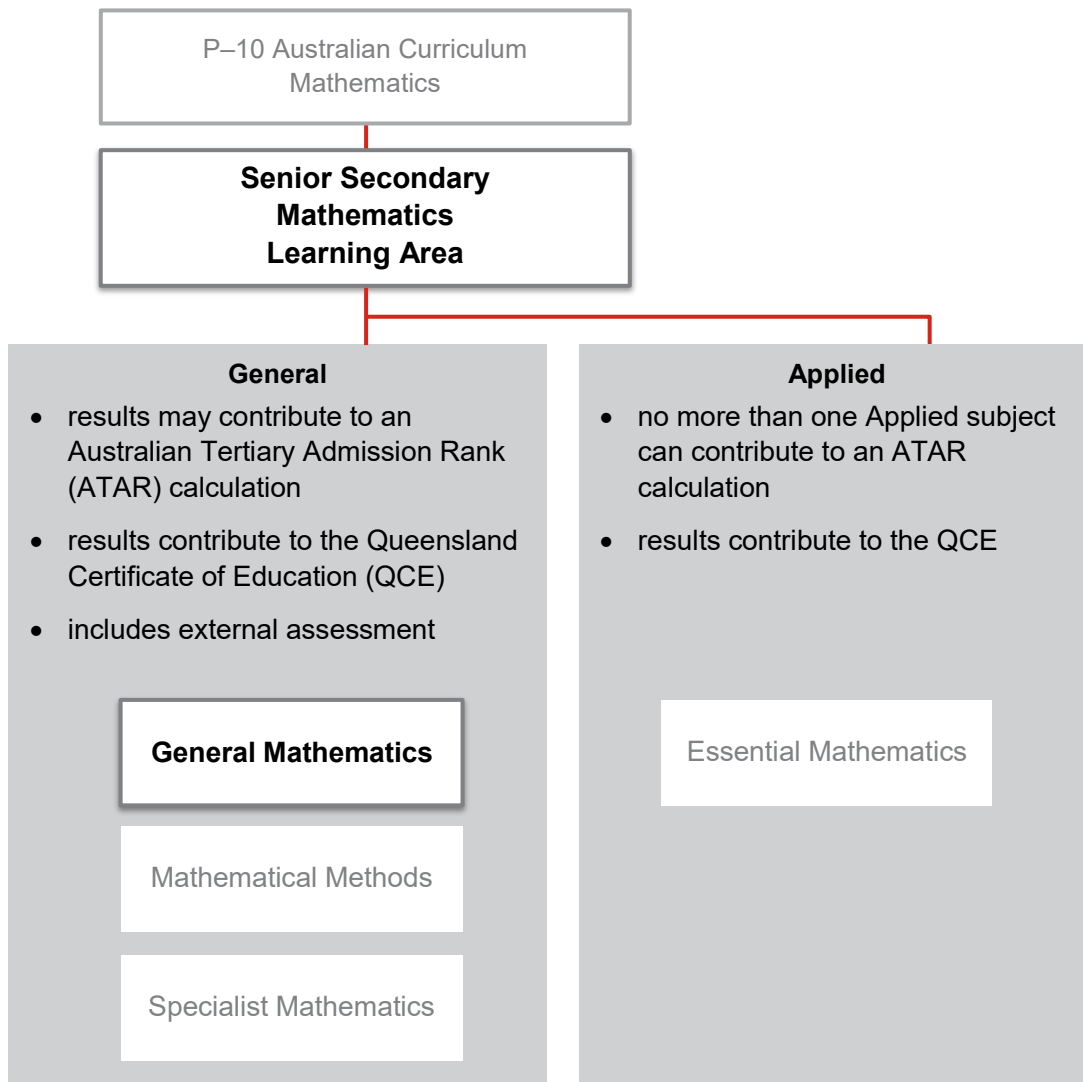 P–10 Australian Curriculum
Mathematics
Senior Secondary
Mathematics
Learning Area
General
• results may contribute to an
Australian Tertiary Admission Rank
(ATAR) calculation
• results contribute to the Queensland
Certificate of Education (QCE)
• includes external assessment
General Mathematics
Mathematical Methods
Specialist Mathematics
Applied
• no more than one Applied subject
can contribute to an ATAR
calculation
• results contribute to the QCE
Essential Mathematics